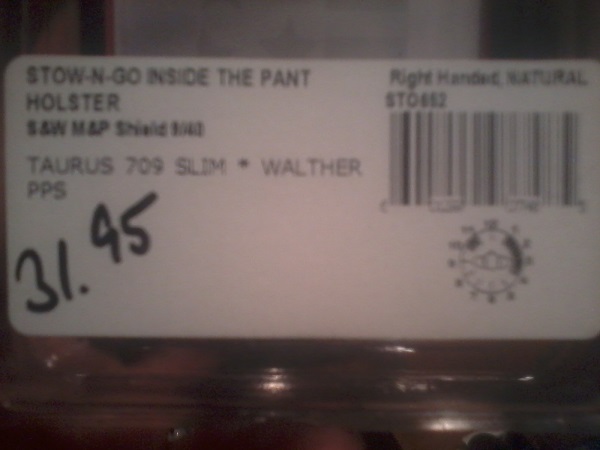 STOW-N-GO INSIDE THE PANT
HOLSTER
S&W M&P Shield 9/40
TAURUS 709 SLIM * WALTHER
PPS
Right Handed, NATURAL
STO652
31.95